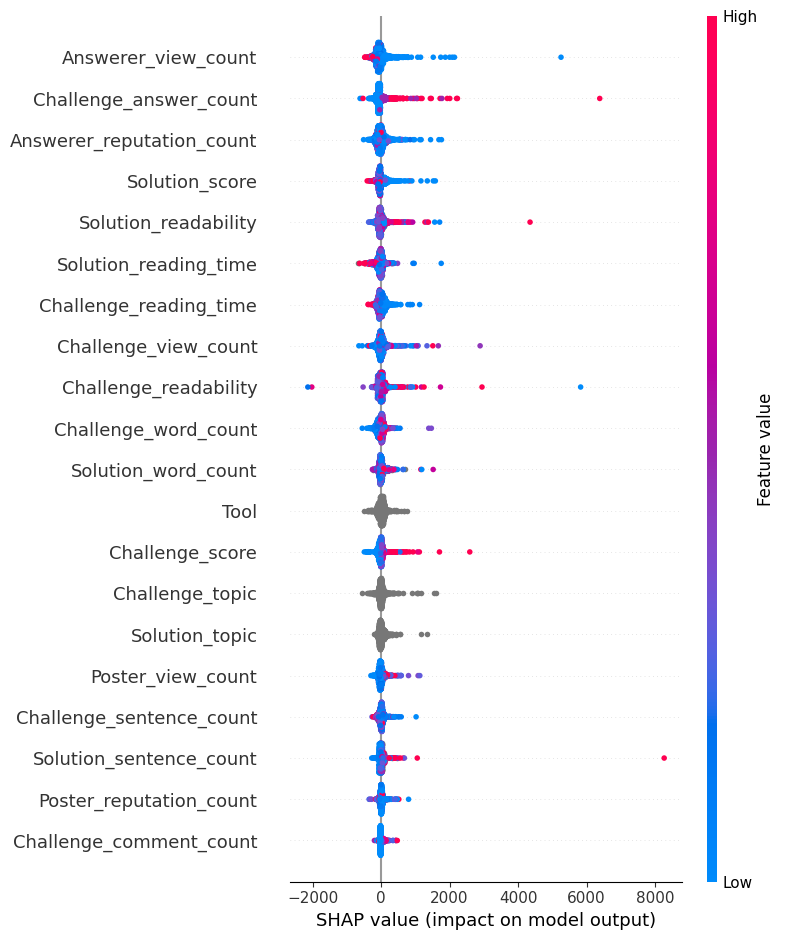 High
Answerer_view_count
Challenge_answer_count
Answerer_reputation_count
Solution_score
Solution_readability
Solution_reading_time
Challenge_reading_time
Challenge_view_count
Challenge_readability
Challenge_word_count
Solution_word_count
Tool
Challenge_score
Challenge_topic
Solution_topic
Poster_view_count
Challenge_sentence_count
Solution_sentence_count
Poster_reputation_count
Challenge_comment_count
Feature value
Low
−2000 0 2000 4000 6000 8000
SHAP value (impact on model output)